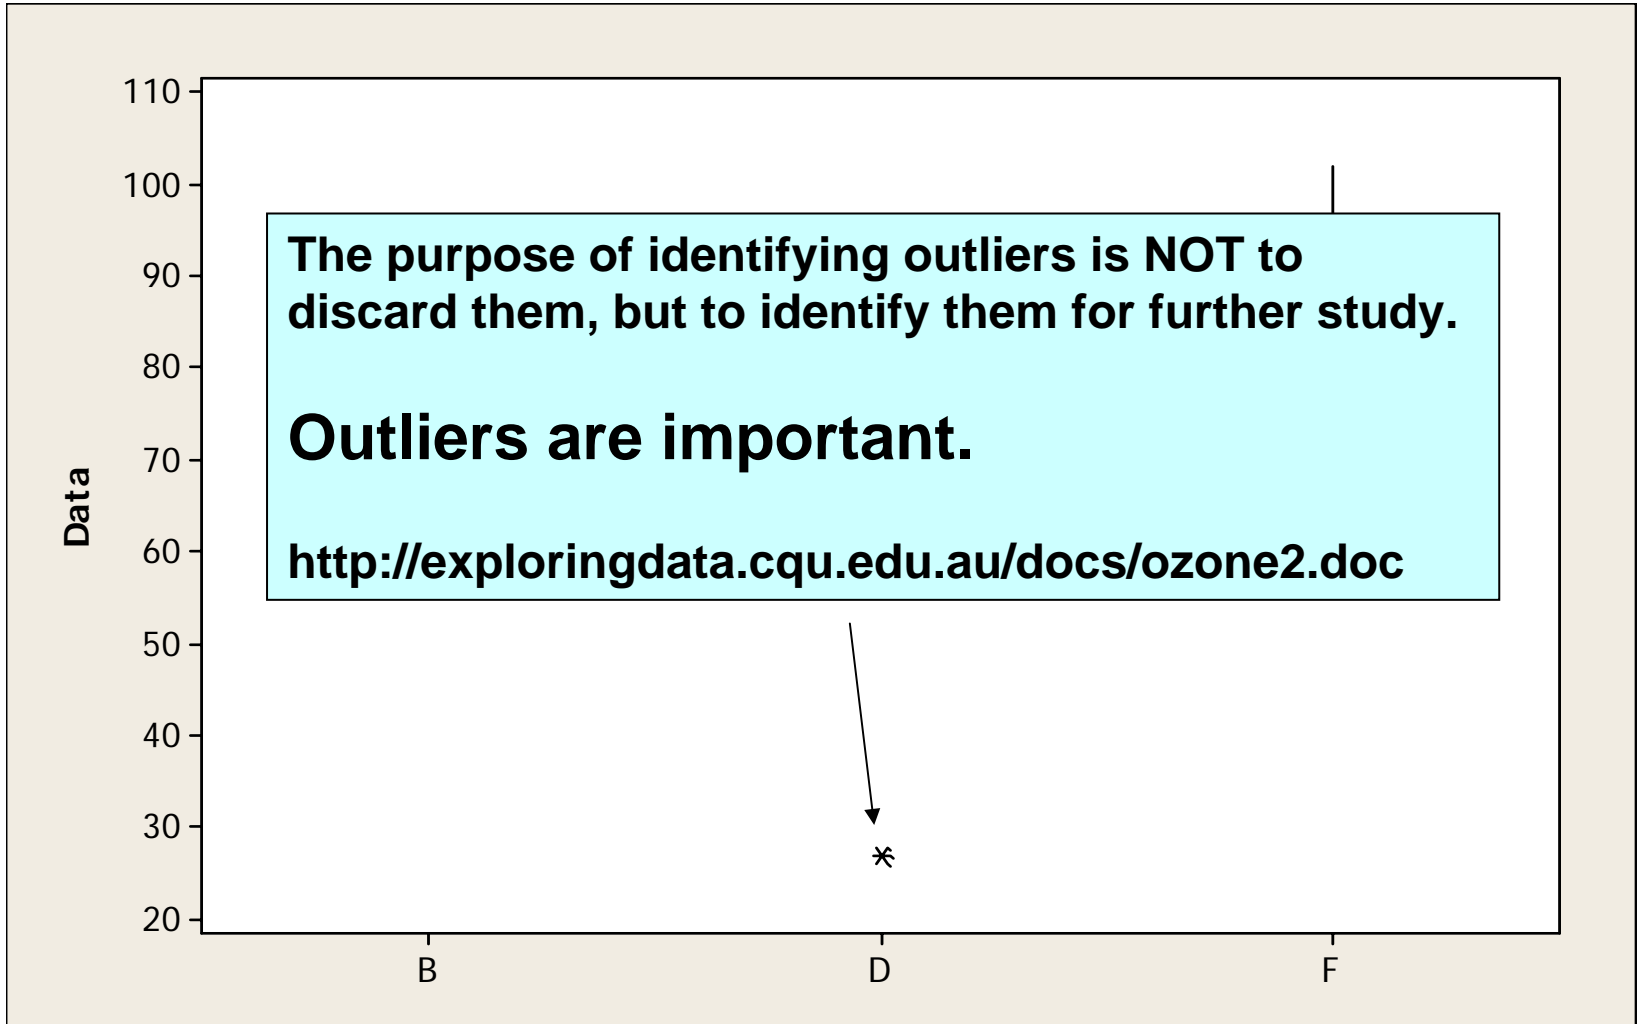 110
100
90
80
70
60
50
40
30
20
Data
The purpose of identifying outliers is NOT to
discard them, but to identify them for further study.
Outliers are important.
http://exploringdata.cqu.edu.au/docs/ozone2.doc
B
D
F